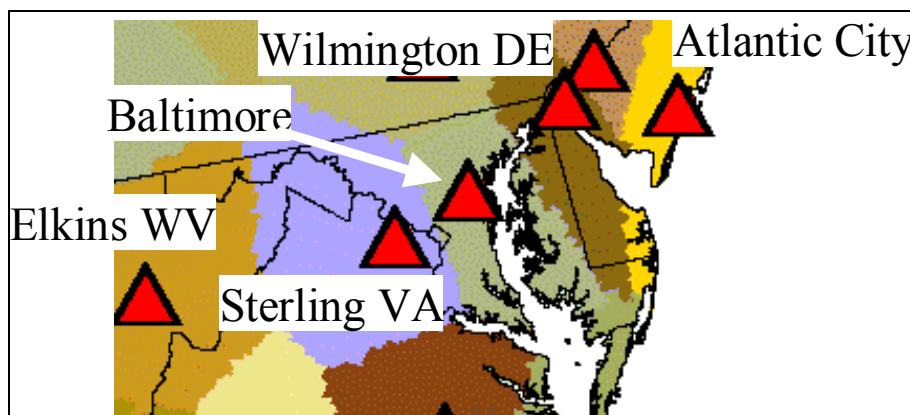 Wilmington DE
Atlantic City
Baltimore
Elkins WV
Sterling VA